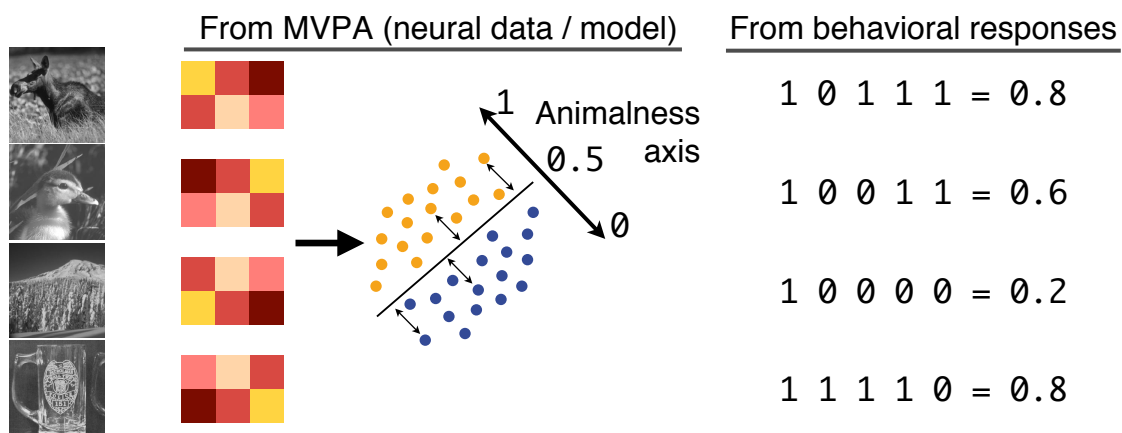 From MVPA (neural data / model)
From behavioral responses
1
Animalness
axis
0.5
0
1 0 1 1 1 = 0.8
1 0 0 1 1 = 0.6
1 0 0 0 0 = 0.2
1 1 1 1 0 = 0.8